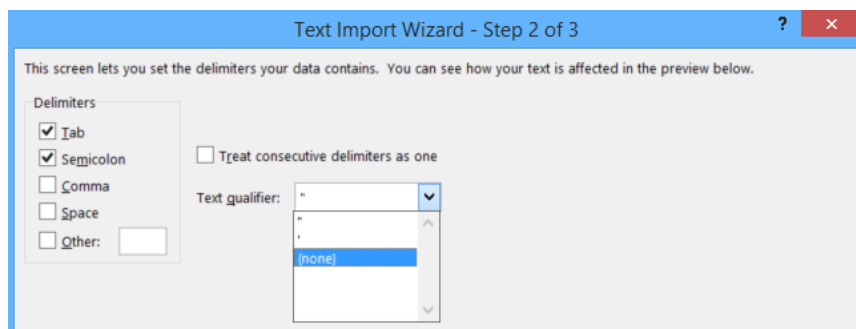 Text Import Wizard - Step 2 of 3
?
×
This screen lets you set the delimiters your data contains.  You can see how your text is affected in the preview below.
Delimiters
Tab
Semicolon
Comma
Space
Other:
Treat consecutive delimiters as one
Text qualifier:
"
"
'
{none}